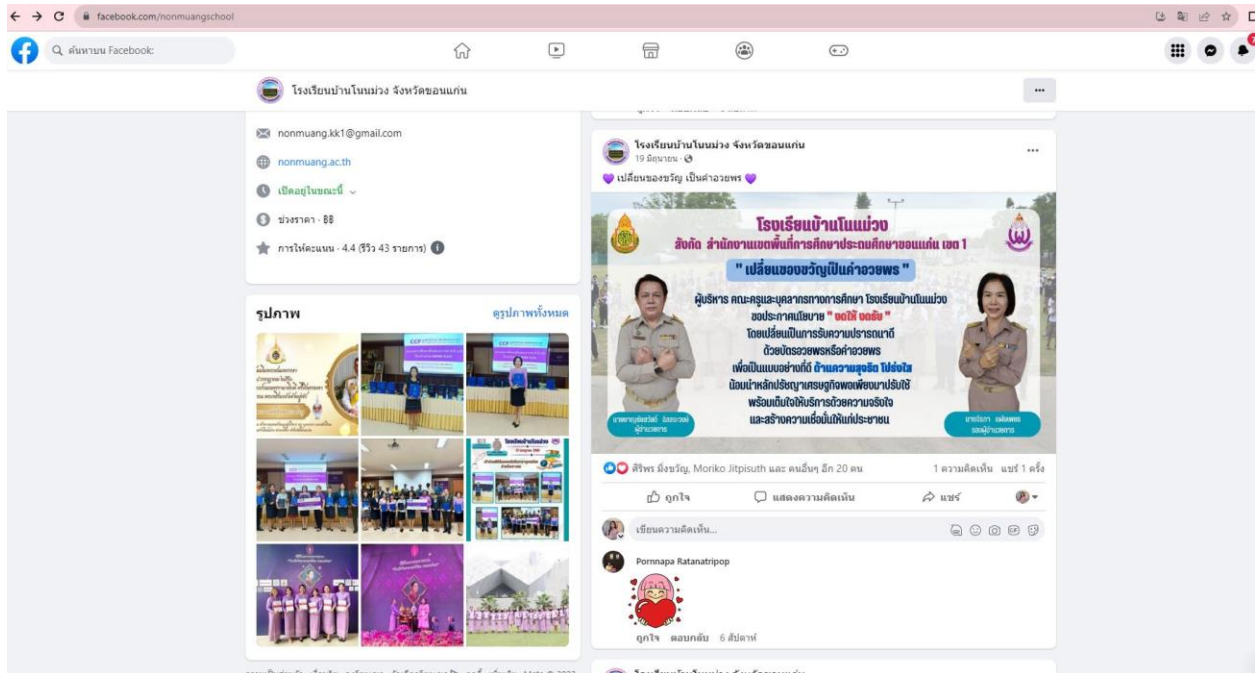 facebook.com/nonmuangschool
ค้นหาบน Facebook:
โรงเรียนบ้านโนนม่วง จังหวัดขอนแก่น
nonmuang.kk1@gmail.com
nonmuang.ac.th
เปิดอยู่ในขณะนี้
ช่วงราคา · ฿฿
การให้คะแนน · 4.4 (รีวิว 43 รายการ)
รูปภาพ
ดูรูปภาพทั้งหมด
โรงเรียนบ้านโนนม่วง จังหวัดขอนแก่น
19 มิถุนายน ·
เปลี่ยนของขวัญ เป็นคำอวยพร
โรงเรียนบ้านโนนม่วง
สังกัด สำนักงานเขตพื้นที่การศึกษาประถมศึกษาขอนแก่น เขต 1
" เปลี่ยนของขวัญเป็นคำอวยพร "
ผู้บริหาร คณะครูและบุคลากรทางการศึกษา โรงเรียนบ้านโนนม่วง
ขอประกาศนโยบาย " งดให้ งดรับ "
โดยเปลี่ยนเป็นการรับความปรารถนาดี
ด้วยบัตรอวยพรหรือคำอวยพร
เพื่อเป็นแบบอย่างที่ดี ด้านความสุจริต โปร่งใส
น้อมนำหลักปรัชญาเศรษฐกิจพอเพียงมาปรับใช้
พร้อมเต็มใจให้บริการด้วยความจริงใจ
และสร้างความเชื่อมั่นให้แก่ประชาชน
ผู้อำนวยการ
รองผู้อำนวยการ
ศิริพร มิ่งขวัญ, Moriko Jitpisuth และ คนอื่นๆ อีก 20 คน
1 ความคิดเห็น แชร์ 1 ครั้ง
ถูกใจ
แสดงความคิดเห็น
แชร์
เขียนความคิดเห็น...
Pornnapa Ratanatripop
ถูกใจ ตอบกลับ 6 สัปดาห์